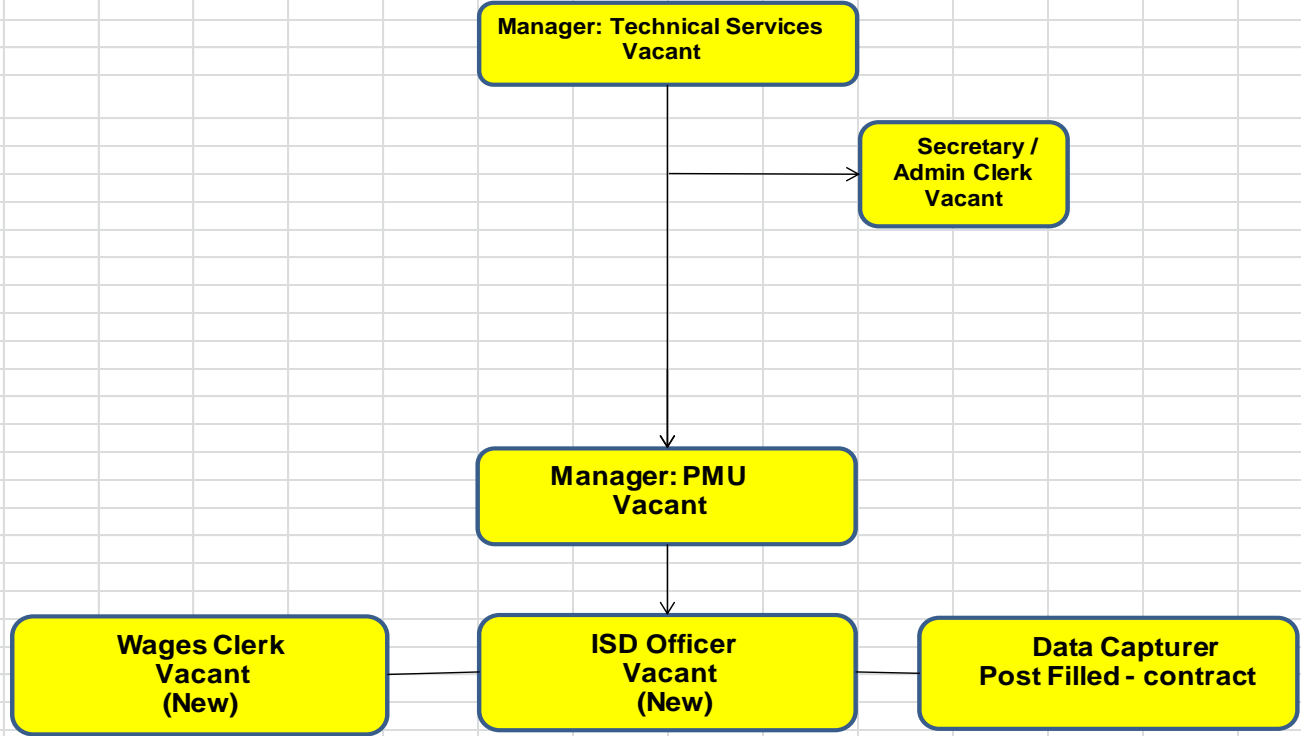 Manager: Technical Services
Vacant
Secretary /
Admin Clerk
Vacant
Manager: PMU
Vacant
Wages Clerk
Vacant
(New)
ISD Officer
Vacant
(New)
Data Capturer
Post Filled - contract